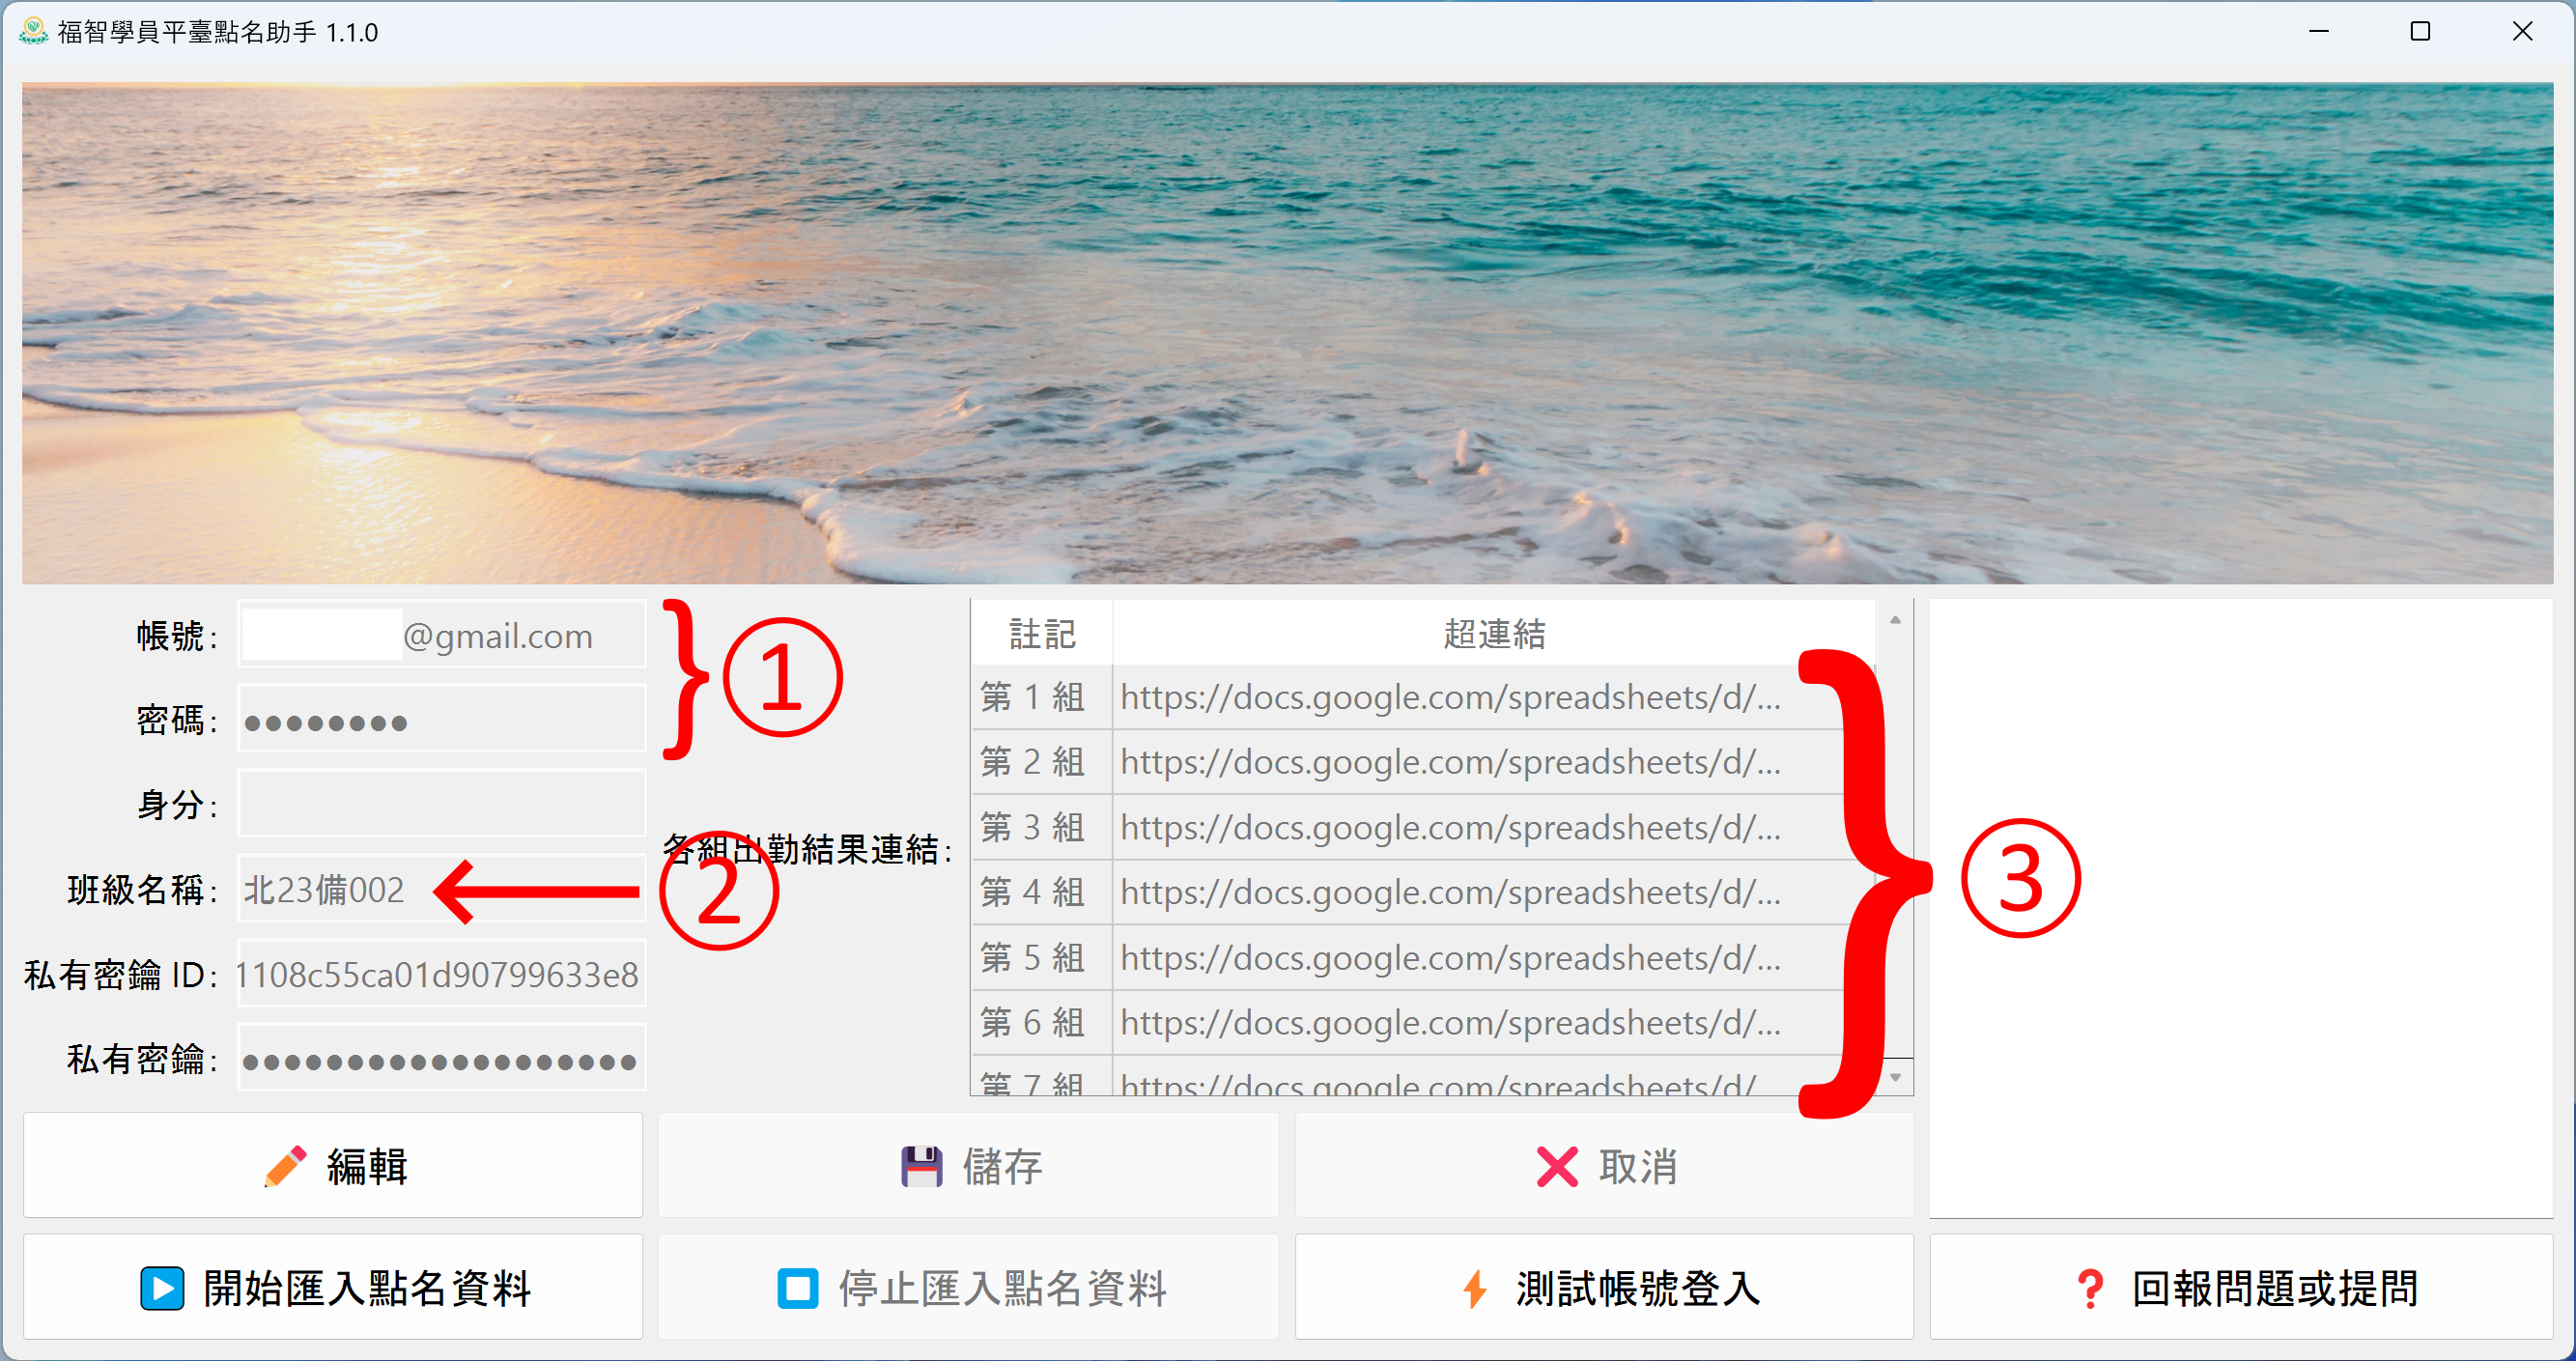 福智學員平臺點名助手 1.1.0
帳號:
@gmail.com
密碼:
●●●●●●●●
①
身分:
班級名稱:
北23備002
②
私有密鑰 ID:
1108c55ca01d90799633e8
私有密鑰:
●●●●●●●●●●●●●●●●●●●
各組出勤結果連結:
註記 超連結
第 1 組 https://docs.google.com/spreadsheets/d/...
第 2 組 https://docs.google.com/spreadsheets/d/...
第 3 組 https://docs.google.com/spreadsheets/d/...
第 4 組 https://docs.google.com/spreadsheets/d/...
第 5 組 https://docs.google.com/spreadsheets/d/...
第 6 組 https://docs.google.com/spreadsheets/d/...
第 7 組 https://docs.google.com/spreadsheets/d/
③
編輯
儲存
取消
開始匯入點名資料
停止匯入點名資料
測試帳號登入
回報問題或提問